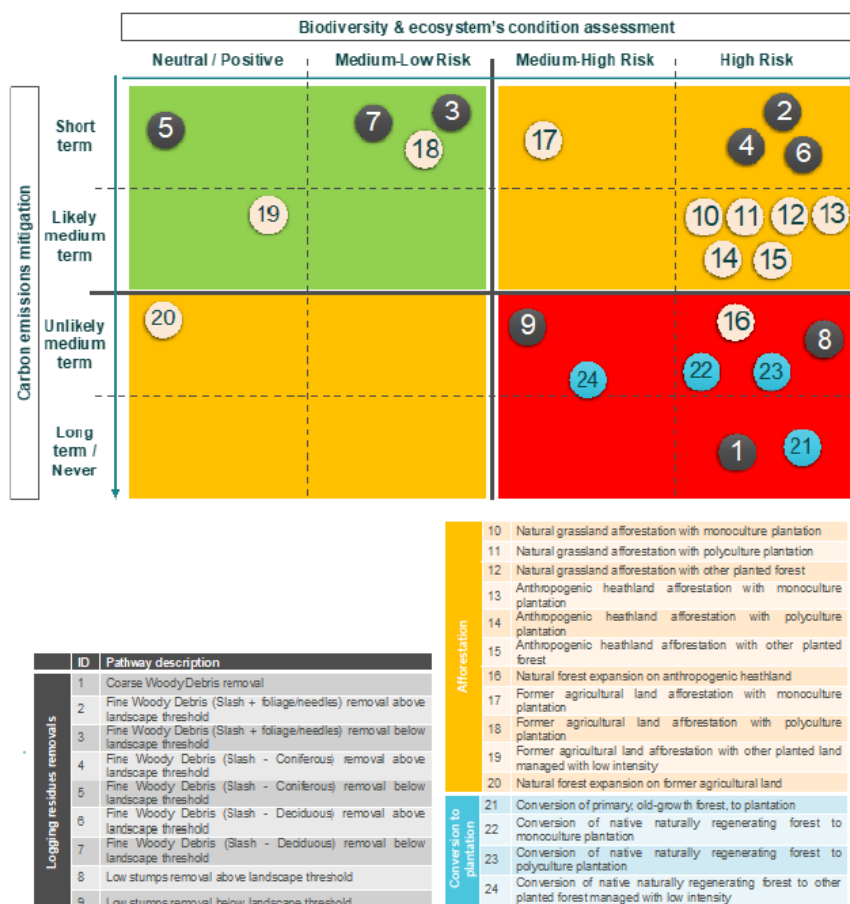 Biodiversity & ecosystem's condition assessment
Neutral / Positive
Medium-Low Risk
Medium-High Risk
High Risk
Carbon emissions mitigation
Short
term
Likely
medium
term
Unlikely
medium
term
Long
term /
Never
5
7
3
18
17
2
4
6
19
10
11
12
13
14
15
20
9
24
16
8
22
23
1
21
ID Pathway description
Logging residues removals
1 Coarse Woody Debris removal
2 Fine Woody Debris (Slash + foliage/needles) removal above
landscape threshold
3 Fine Woody Debris (Slash + foliage/needles) removal below
landscape threshold
4 Fine Woody Debris (Slash - Coniferous) removal above
landscape threshold
5 Fine Woody Debris (Slash - Coniferous) removal below
landscape threshold
6 Fine Woody Debris (Slash - Deciduous) removal above
landscape threshold
7 Fine Woody Debris (Slash - Deciduous) removal below
landscape threshold
8 Low stumps removal above landscape threshold
9 Low stumps removal below landscape threshold
Afforestation
10 Natural grassland afforestation with monoculture plantation
11 Natural grassland afforestation with polyculture plantation
12 Natural grassland afforestation with other planted forest
13 Anthropogenic heathland afforestation with monoculture
plantation
14 Anthropogenic heathland afforestation with polyculture
plantation
15 Anthropogenic heathland afforestation with other planted
forest
16 Natural forest expansion on anthropogenic heathland
17 Former agricultural land afforestation with monoculture
plantation
18 Former agricultural land afforestation with polyculture
plantation
19 Former agricultural land afforestation with other planted land
managed with low intensity
20 Natural forest expansion on former agricultural land
Conversion to
plantation
21 Conversion of primary, old-growth forest, to plantation
22 Conversion of native naturally regenerating forest to
monoculture plantation
23 Conversion of native naturally regenerating forest to
polyculture plantation
24 Conversion of native naturally regenerating forest to other
planted forest managed with low intensity